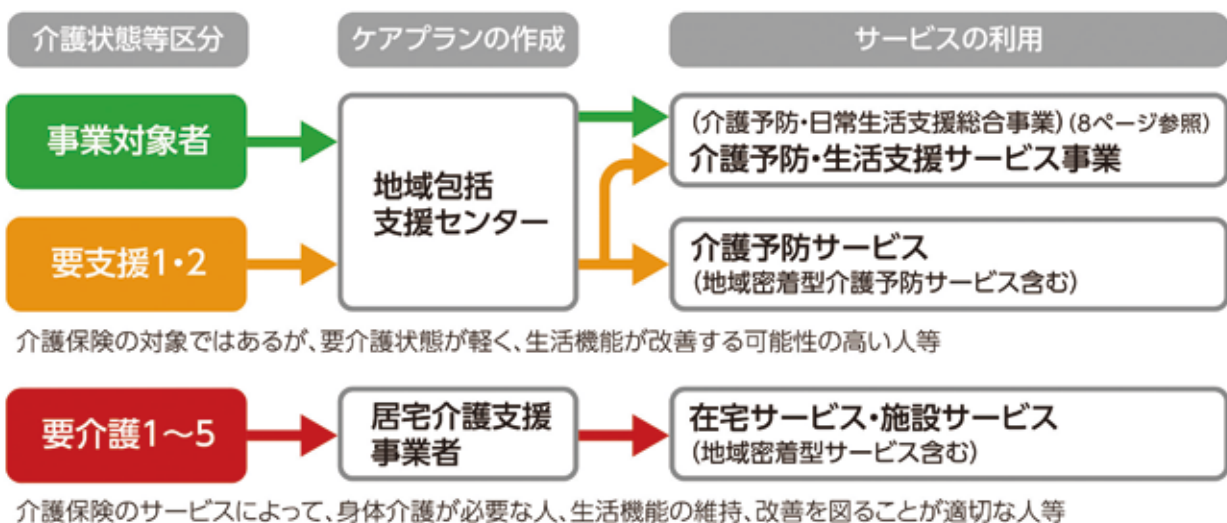 介護状態等区分
ケアプランの作成
サービスの利用
事業対象者
地域包括
支援センター
(介護予防・日常生活支援総合事業)(8ページ参照)
介護予防・生活支援サービス事業
要支援1・2
介護予防サービス
(地域密着型介護予防サービス含む)
介護保険の対象ではあるが、要介護状態が軽く、生活機能が改善する可能性の高い人等
要介護1〜5
居宅介護支援
事業者
在宅サービス・施設サービス
(地域密着型サービス含む)
介護保険のサービスによって、身体介護が必要な人、生活機能の維持、改善を図ることが適切な人等